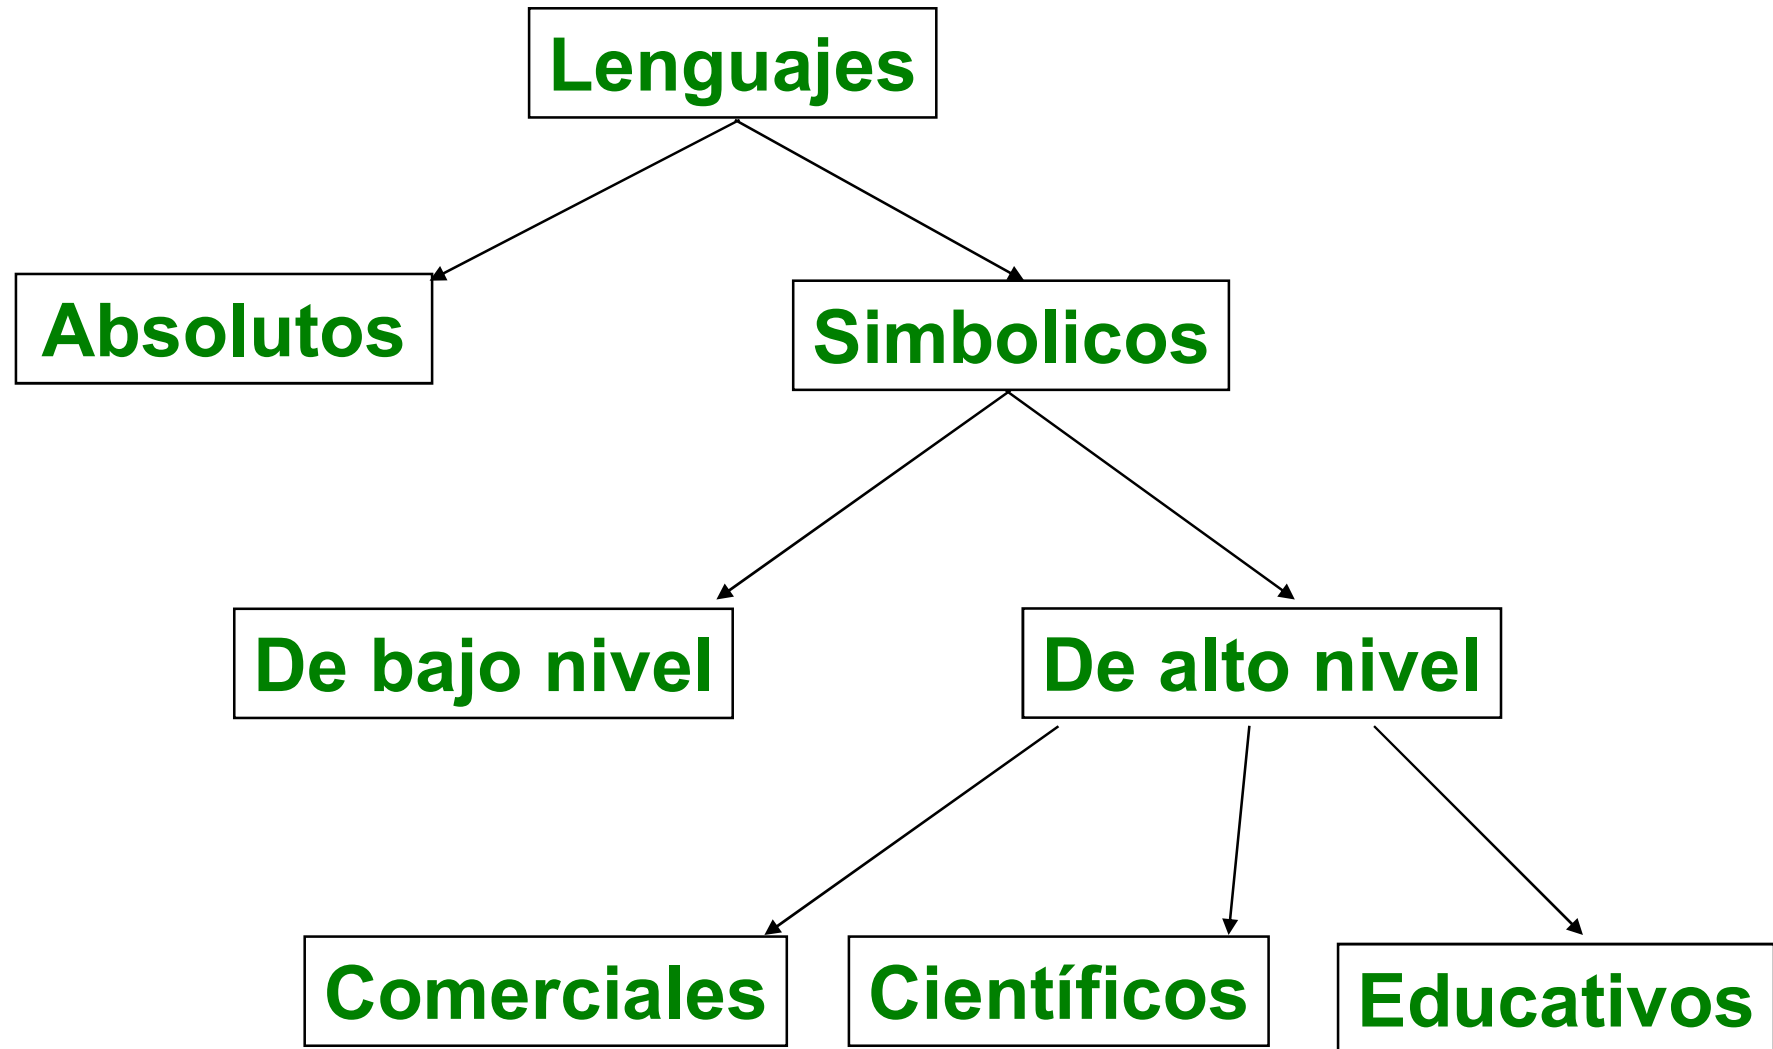 Lenguajes
Absolutos
Simbolicos
De bajo nivel
De alto nivel
Comerciales
Científicos
Educativos